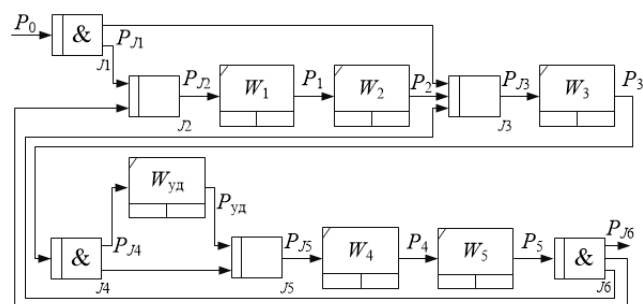 P0 & PJ1 J1
PJ2 J2 W1 P1 W2 P2 PJ3 J3 W3 P3
Wуд Pуд
& PJ4 J4 PJ5 J5 W4 P4 W5 P5 & PJ6 J6